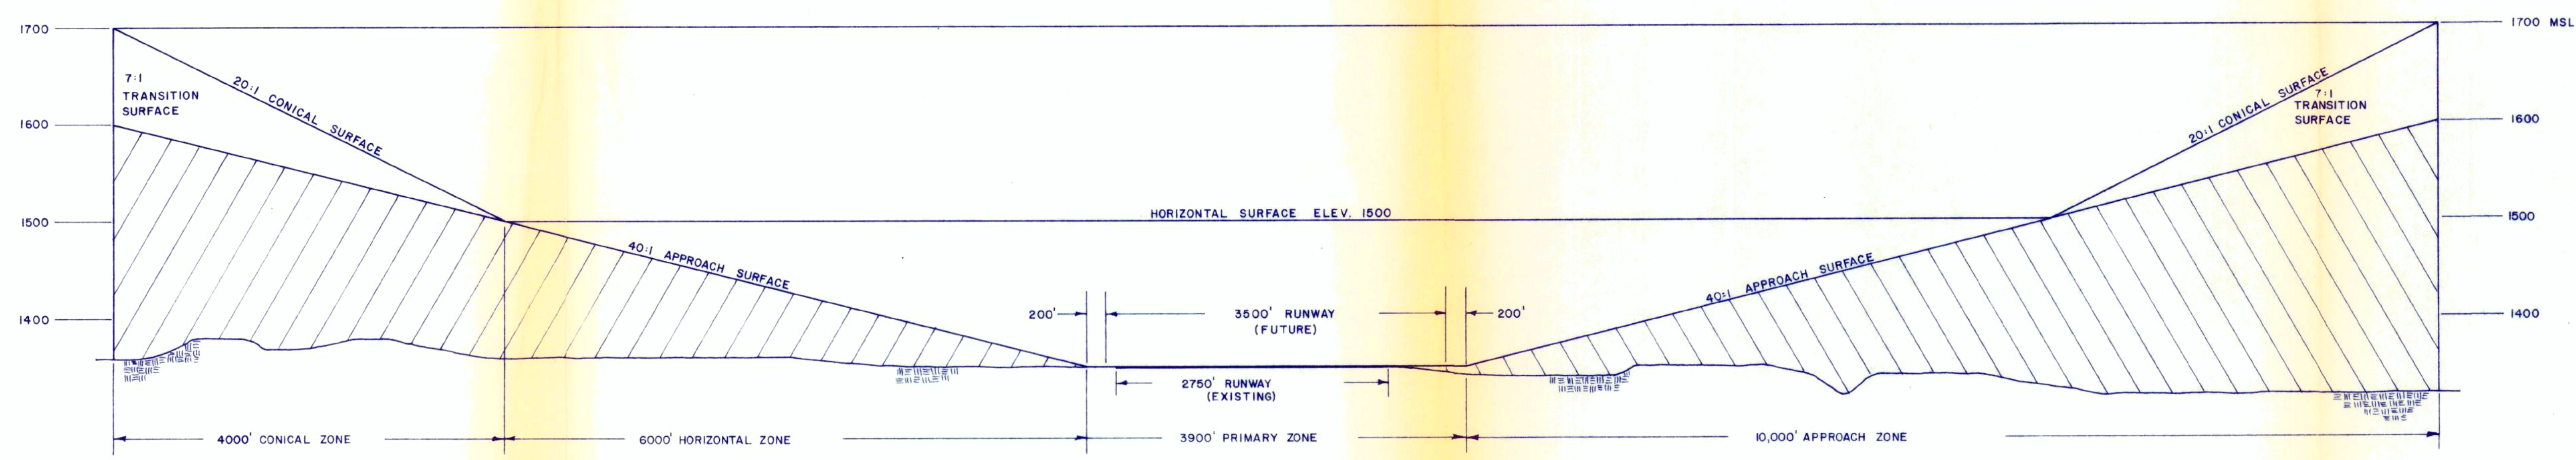 1700
1700 MSL
7:1
TRANSITION
SURFACE
20:1 CONICAL SURFACE
20:1 CONICAL SURFACE
7:1
TRANSITION
SURFACE
1600
1600
1500
HORIZONTAL SURFACE ELEV. 1500
1500
40:1 APPROACH SURFACE
40:1 APPROACH SURFACE
1400
200'
3500' RUNWAY
(FUTURE)
200'
1400
2750' RUNWAY
(EXISTING)
4000' CONICAL ZONE
6000' HORIZONTAL ZONE
3900' PRIMARY ZONE
10,000' APPROACH ZONE